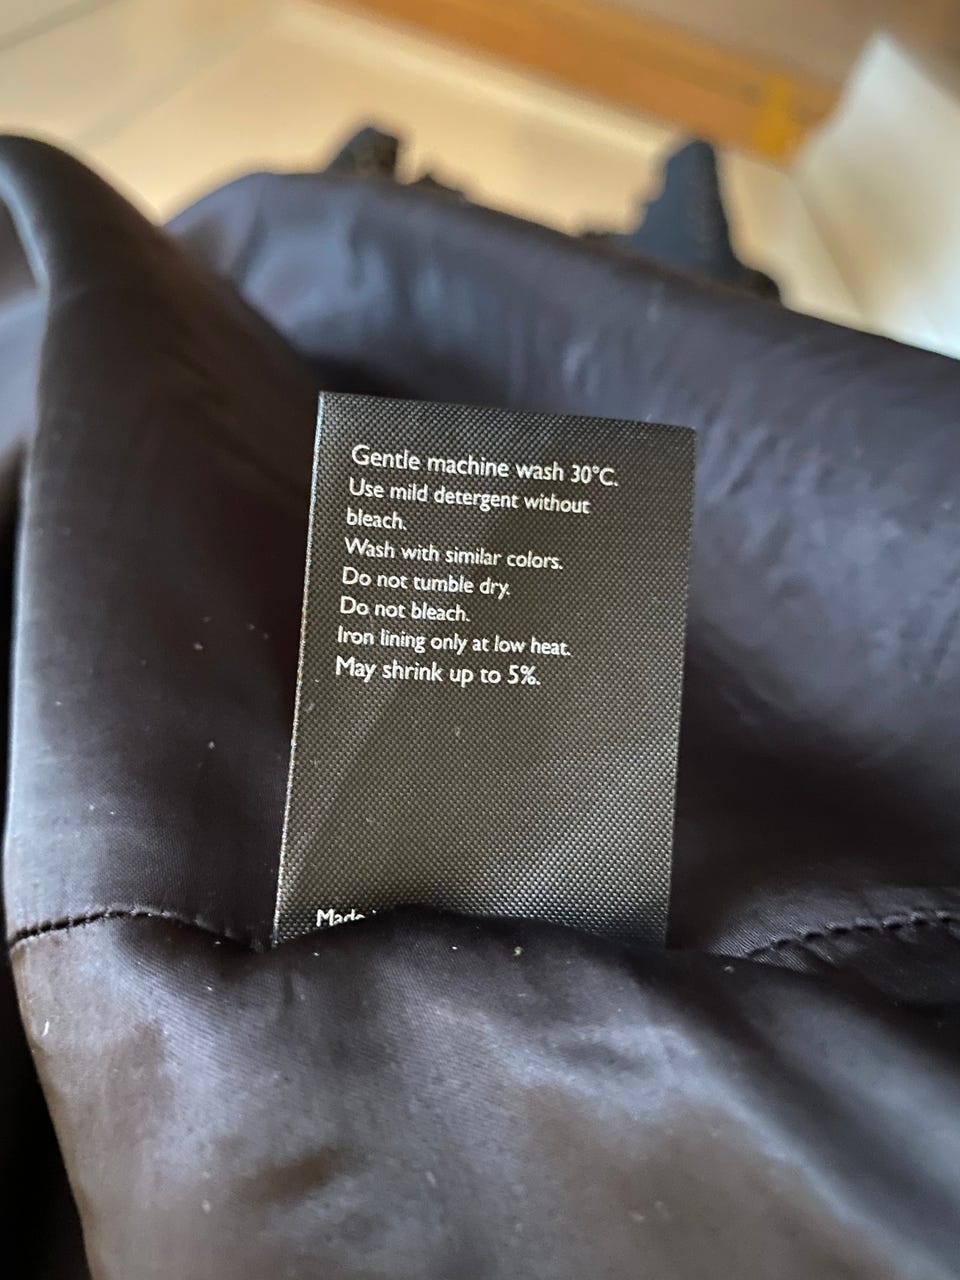 Gentle machine wash 30°C.
Use mild detergent without
bleach.
Wash with similar colors.
Do not tumble dry.
Do not bleach.
Iron lining only at low heat.
May shrink up to 5%.
Made